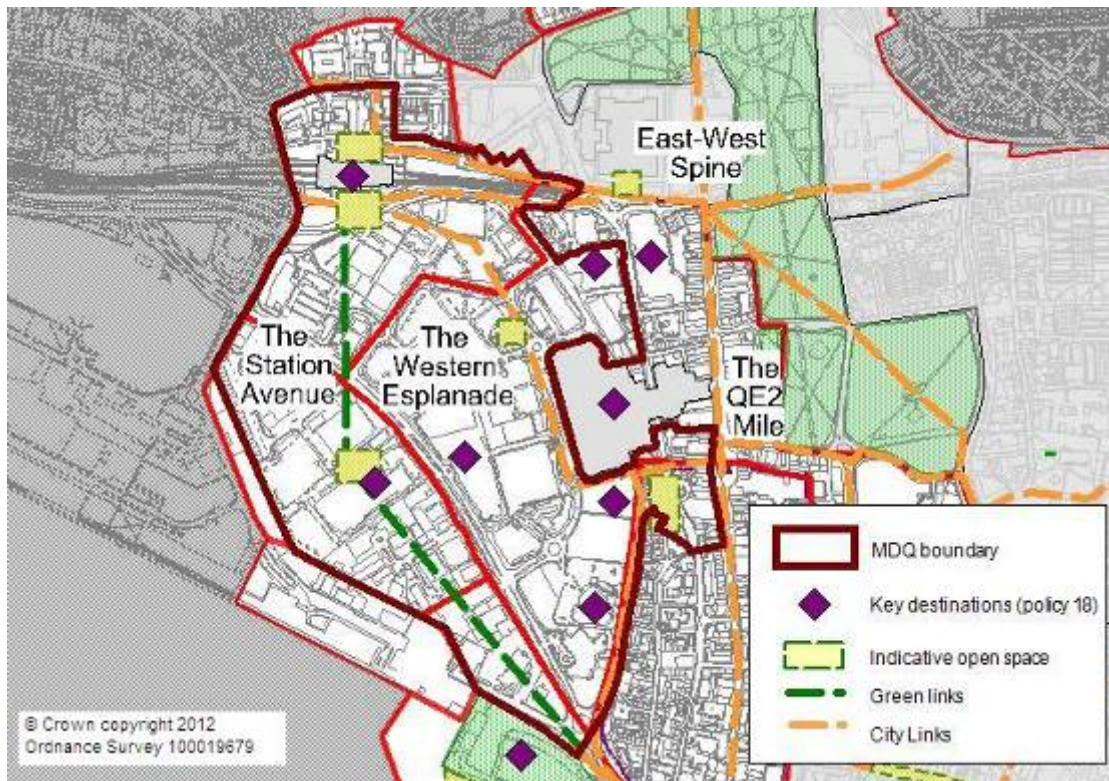 East-West
Spine
The
Station
Avenue
The
Western
Esplanade
The
QE2
Mile
MDQ boundary
Key destinations (policy 18)
Indicative open space
Green links
City Links
© Crown copyright 2012
Ordnance Survey 100019679